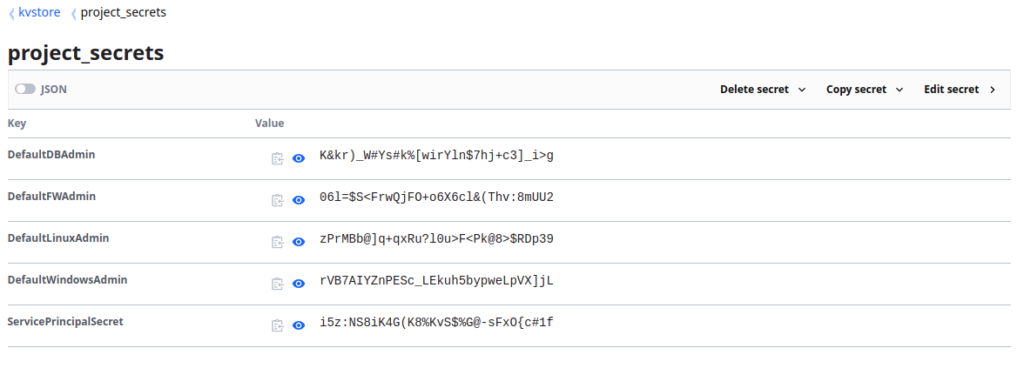 kvstore project_secrets
project_secrets
JSON Delete secret Copy secret Edit secret
Key Value
DefaultDBAdmin K&kr)_W#Ys#k%[wirYln$7hj+c3]_i>g
DefaultFWAdmin 06l=$S<FrwQjFO+o6X6cl&(Thv:8mUU2
DefaultLinuxAdmin zPrMBb@]q+qxRu?l0u>F<Pk@8>$RDp39
DefaultWindowsAdmin rVB7AIYZnPESc_LEkuh5bypweLpVX]jL
ServicePrincipalSecret i5z:NS8iK4G(K8%KvS$%G@-sFxO{c#1f